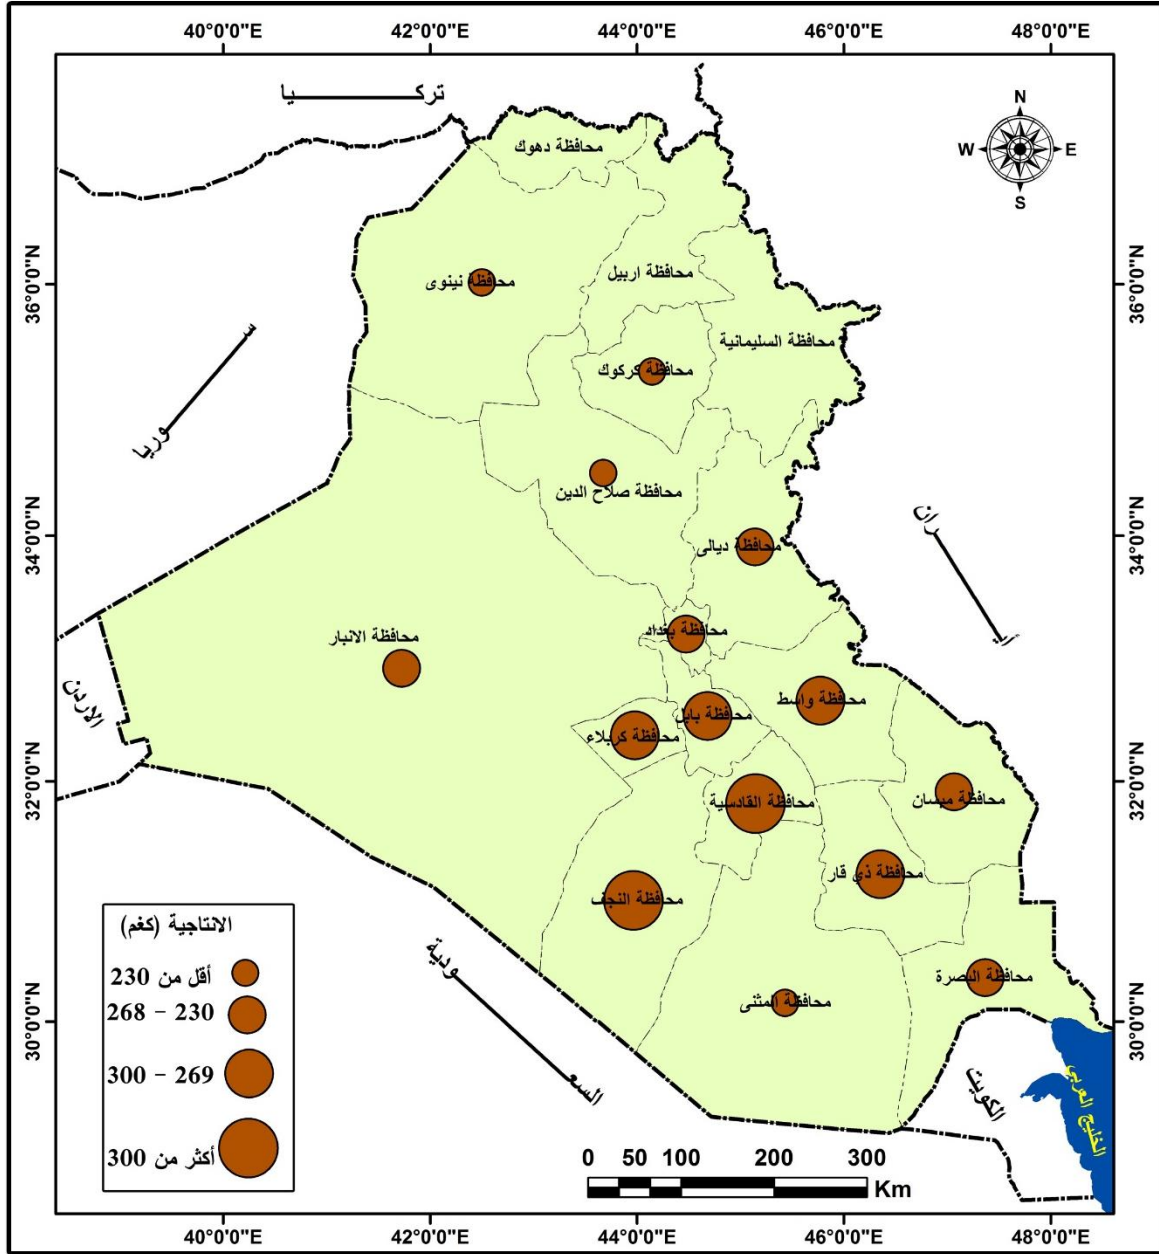 40°0'0"E 42°0'0"E 44°0'0"E 46°0'0"E 48°0'0"E
تركـــــــــيا
N
W E
S
محافظة دهوك
36°0'0"N 36°0'0"N
محافظة اربيل
محافظة نينوى
محافظة السليمانية
محافظة كركوك
ســـوريا
محافظة صلاح الدين
ايـــران
34°0'0"N 34°0'0"N
محافظة ديالى
محافظة بغداد
محافظة الانبار
الاردن
محافظة واسط
محافظة بابل
محافظة كربلاء
32°0'0"N 32°0'0"N
محافظة ميسان
محافظة القادسية
محافظة ذي قار
محافظة النجف
الانتاجية (كغم)
أقل من 230
230 - 268
269 - 300
أكثر من 300
السعـــودية
محافظة البصرة
محافظة المثنى
30°0'0"N 30°0'0"N
الكويت
الخليج العربي
0 50 100 200 300
Km
40°0'0"E 42°0'0"E 44°0'0"E 46°0'0"E 48°0'0"E